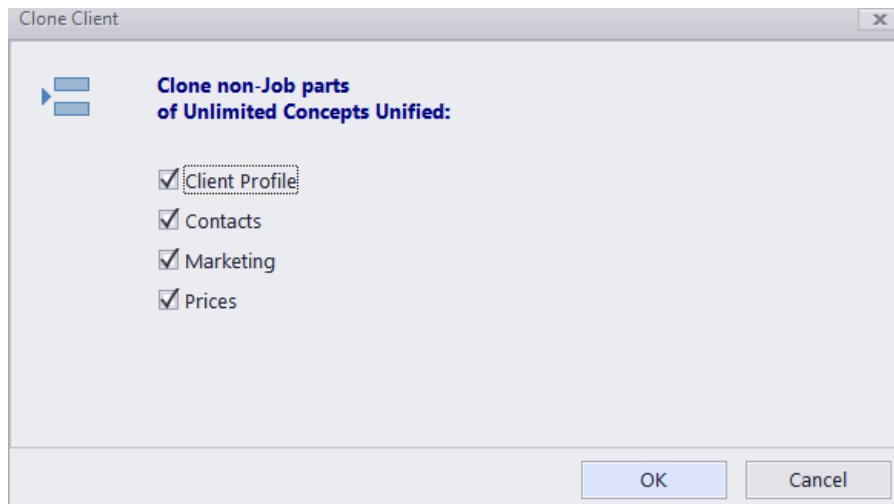 Clone Client
Clone non-Job parts
of Unlimited Concepts Unified:
Client Profile
Contacts
Marketing
Prices
OK
Cancel